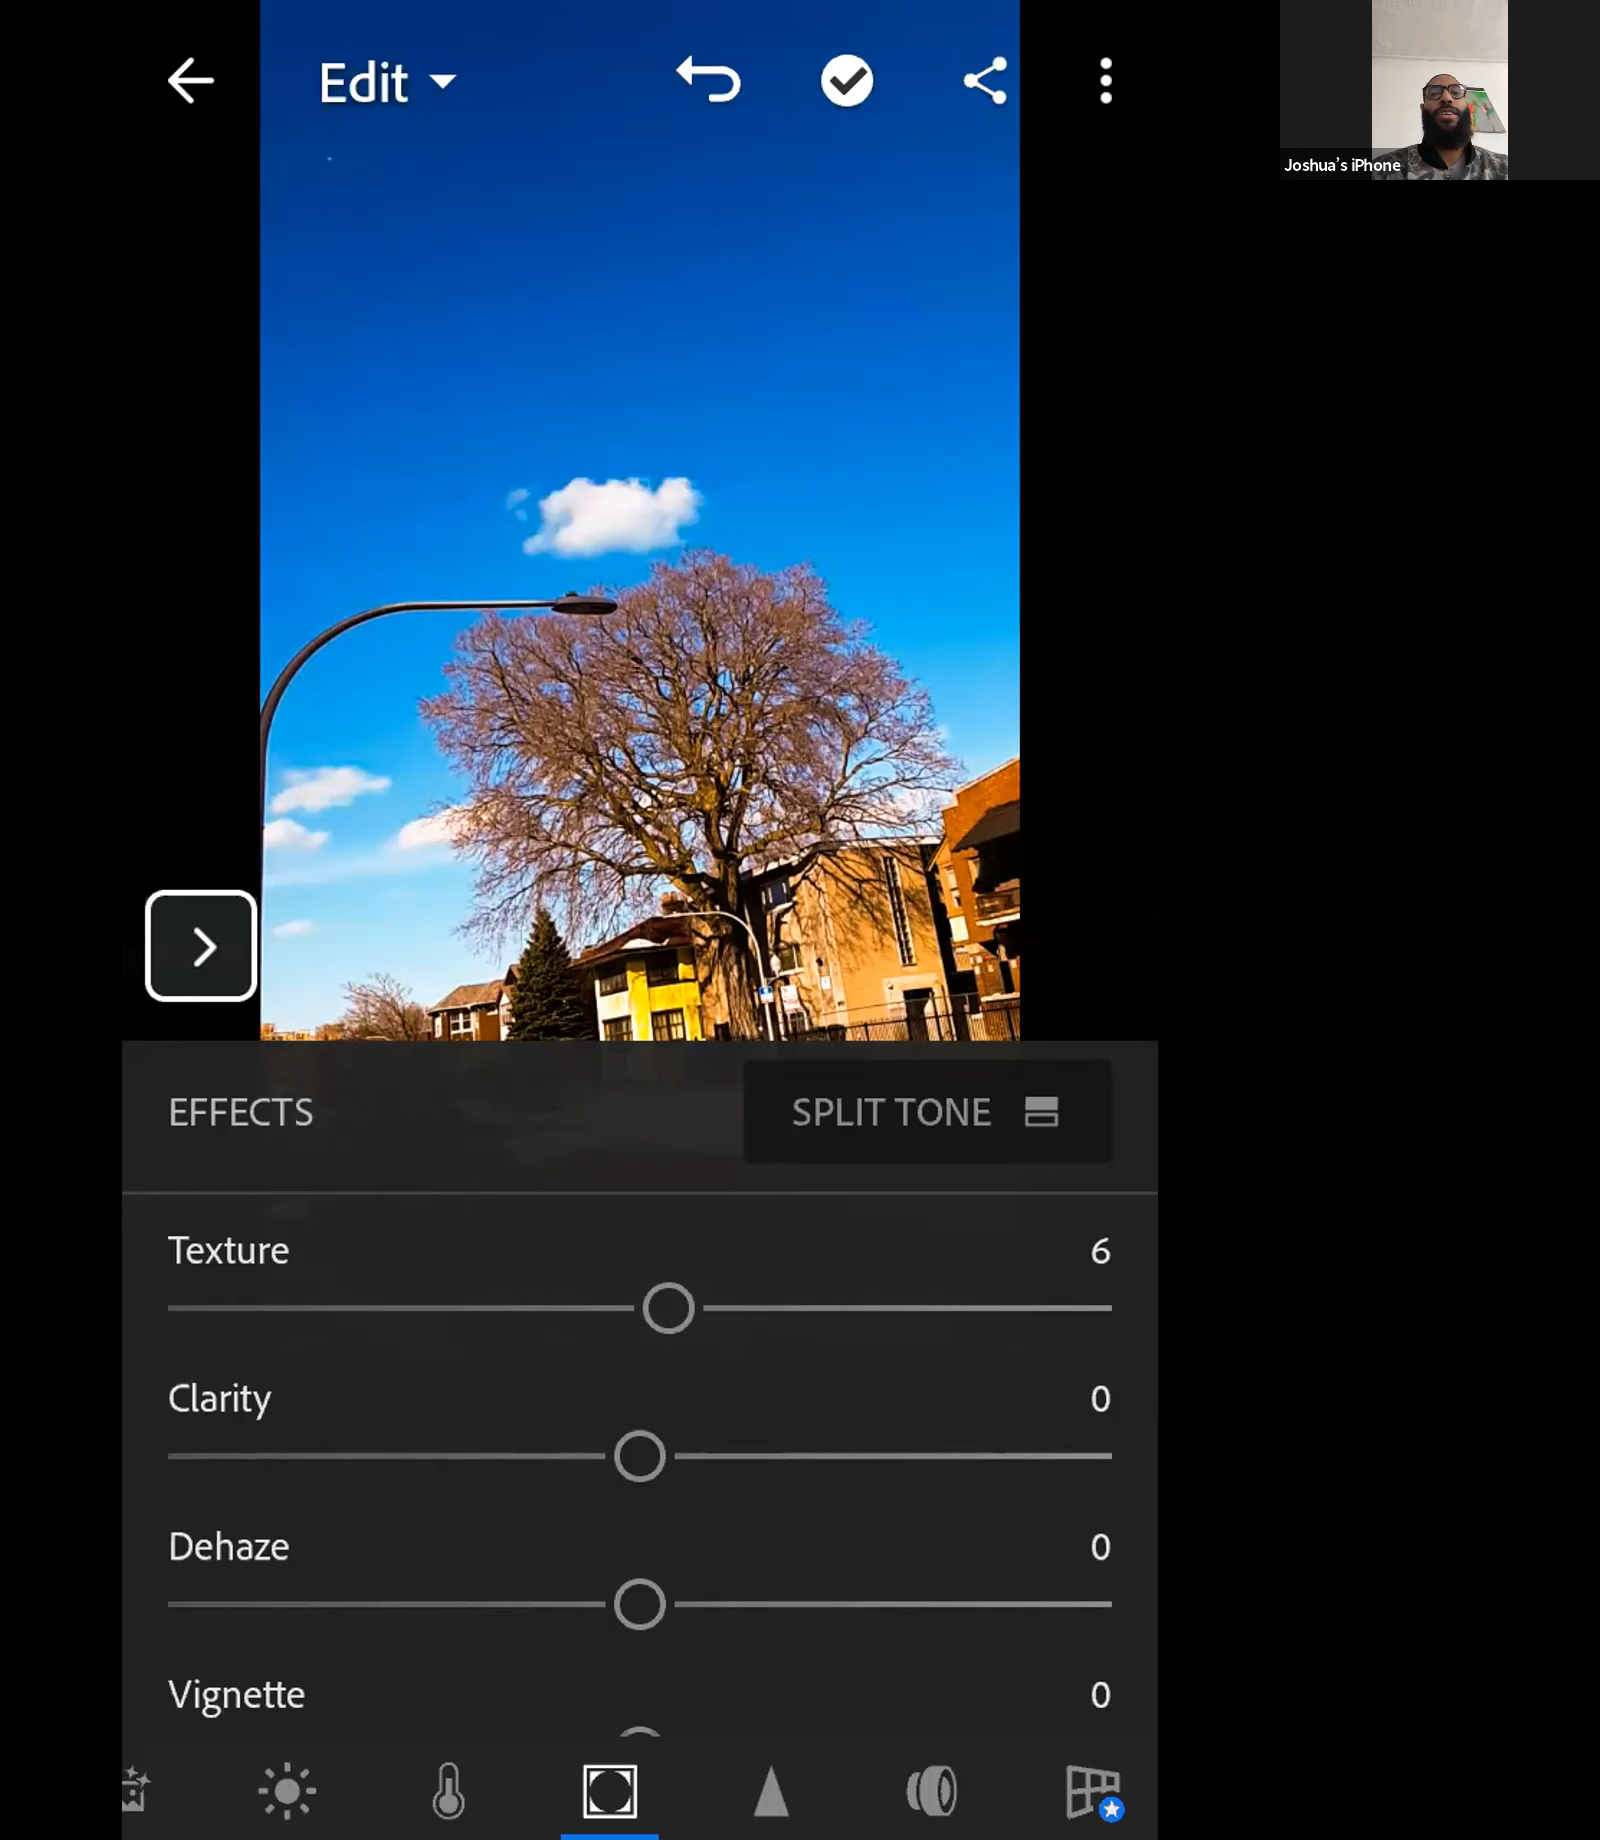 Edit
Joshua's iPhone
EFFECTS
SPLIT TONE
Texture 6
Clarity 0
Dehaze 0
Vignette 0